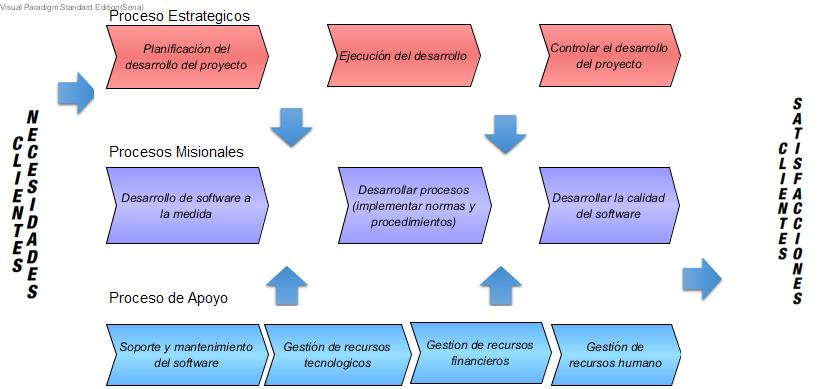 Visual Paradigm Standard Edition(Sena)
Proceso Estrategicos
Planificación del
desarrollo del proyecto
Ejecución del desarrollo
Controlar el desarrollo
del proyecto
CLIENTES
NECESIDADES
Procesos Misionales
Desarrollo de software a
la medida
Desarrollar procesos
(implementar normas y
procedimientos)
Desarrollar la calidad
del software
CLIENTES
SATISFACCIONES
Proceso de Apoyo
Soporte y mantenimiento
del software
Gestión de recursos
tecnologicos
Gestion de recursos
financieros
Gestión de
recursos humano